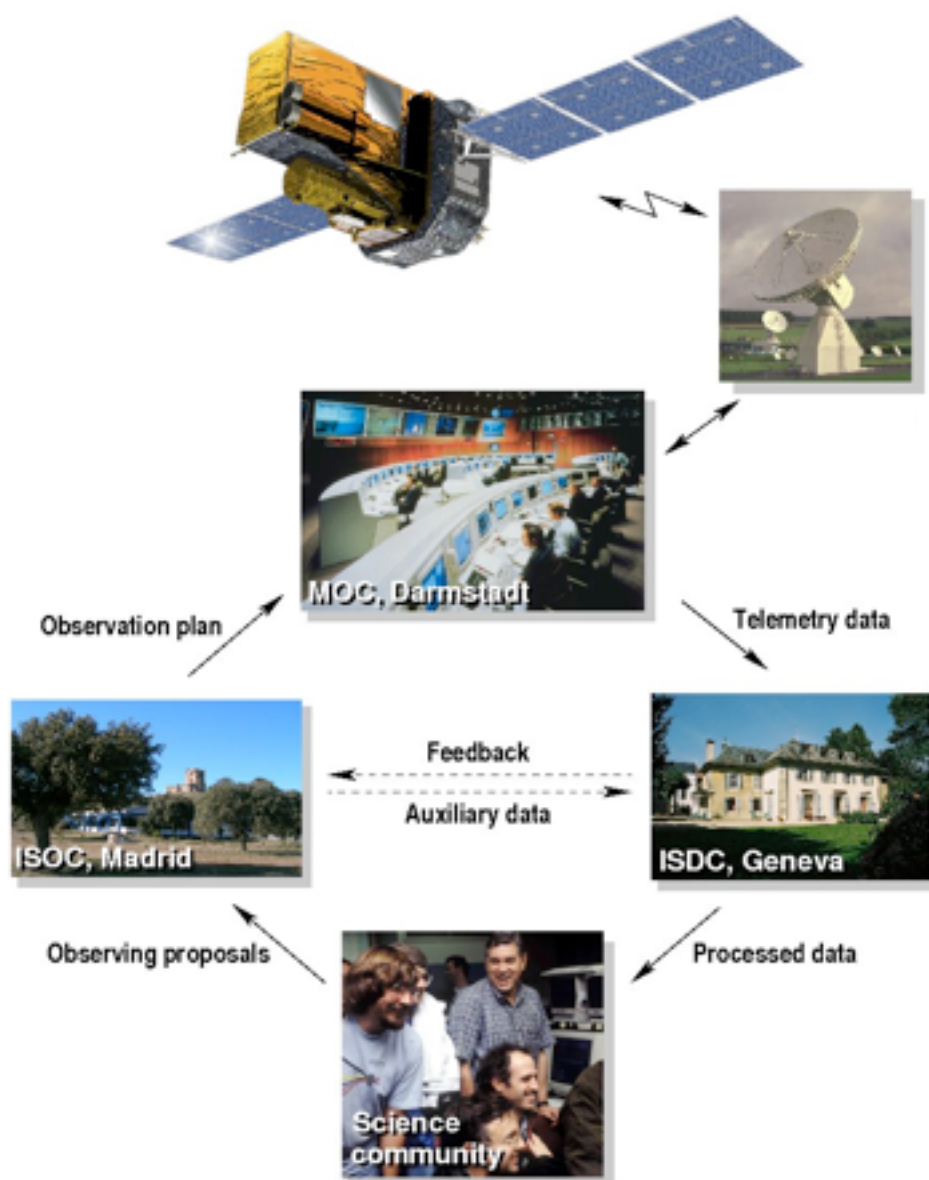 MOC, Darmstadt
Observation plan
Telemetry data
Feedback
Auxiliary data
ISOC, Madrid
ISDC, Geneva
Observing proposals
Processed data
Science
community